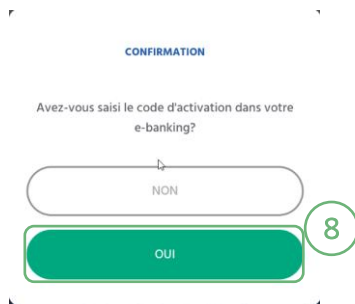 CONFIRMATION
Avez-vous saisi le code d'activation dans votre
e-banking?
NON
OUI
8